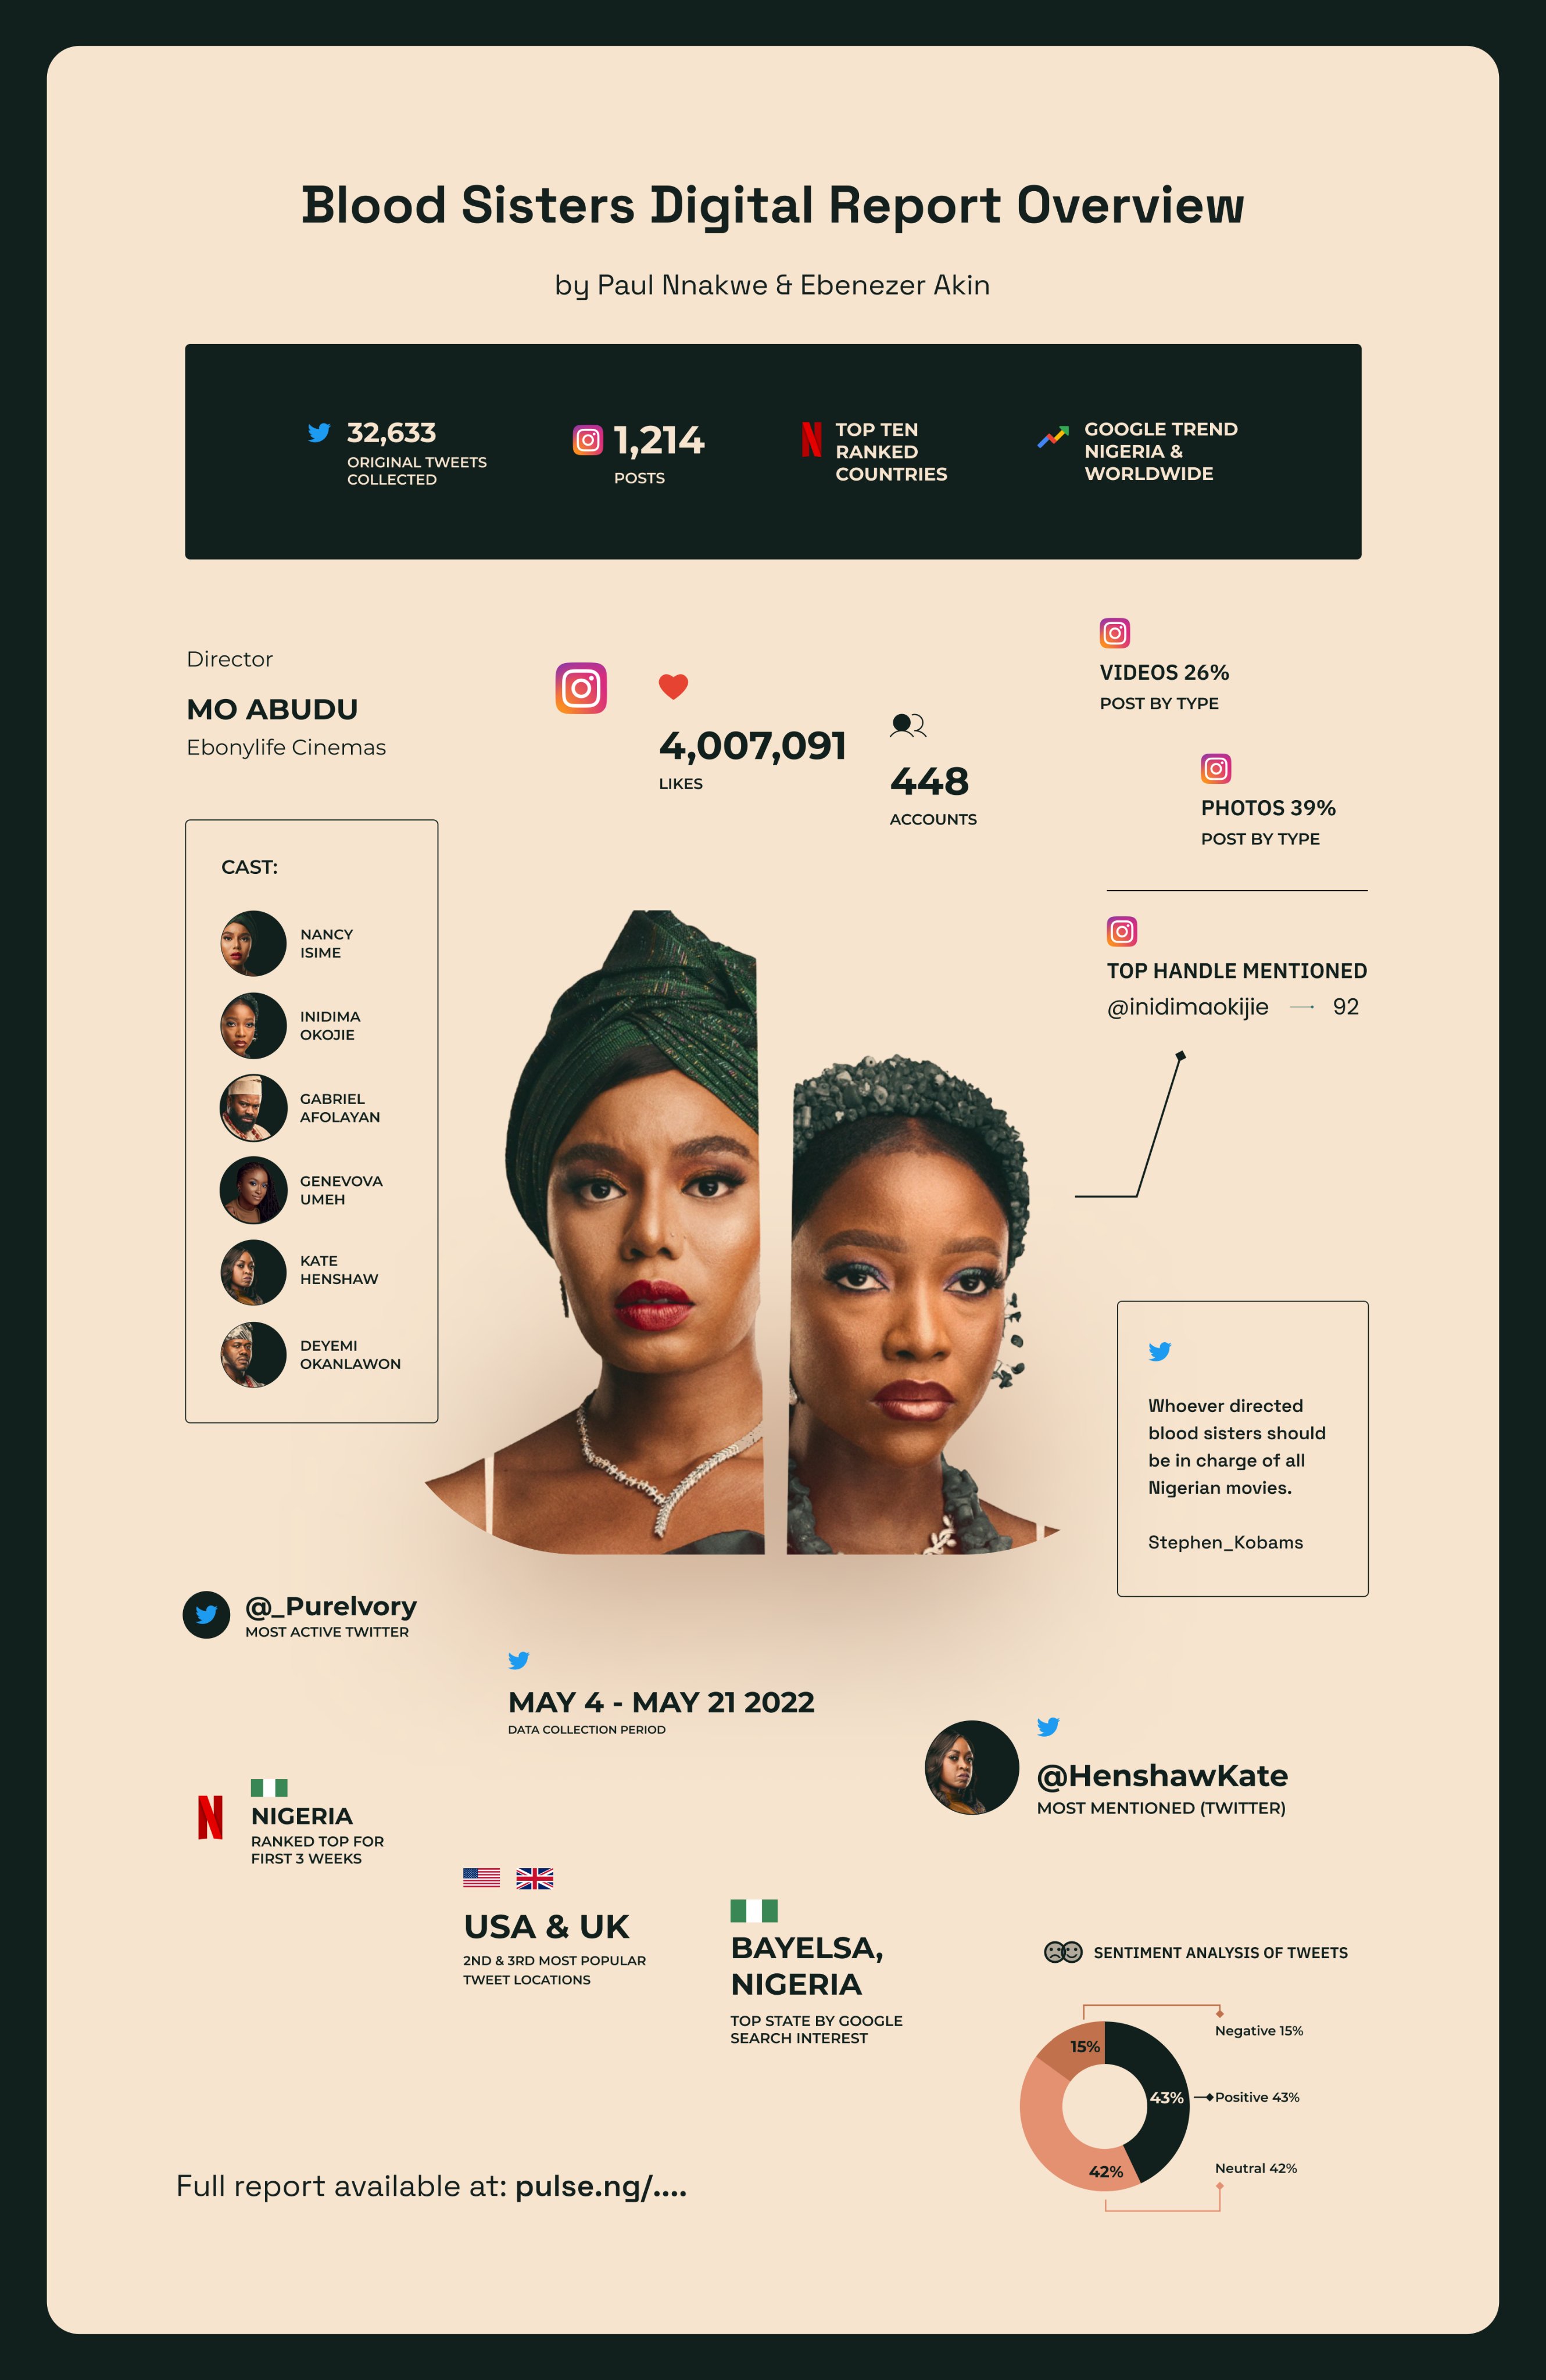 Blood Sisters Digital Report Overview
by Paul Nnakwe & Ebenezer Akin
32,633
ORIGINAL TWEETS
COLLECTED
1,214
POSTS
TOP TEN
RANKED
COUNTRIES
GOOGLE TREND
NIGERIA &
WORLDWIDE
Director
MO ABUDU
Ebonylife Cinemas
4,007,091
LIKES
448
ACCOUNTS
VIDEOS 26%
POST BY TYPE
PHOTOS 39%
POST BY TYPE
TOP HANDLE MENTIONED
@inidimaokijie 92
CAST:
NANCY
ISIME
INIDIMA
OKOJIE
GABRIEL
AFOLAYAN
GENEVOVA
UMEH
KATE
HENSHAW
DEYEMI
OKANLAWON
Whoever directed
blood sisters should
be in charge of all
Nigerian movies.
Stephen_Kobams
@_PureIvory
MOST ACTIVE TWITTER
MAY 4 - MAY 21 2022
DATA COLLECTION PERIOD
@HenshawKate
MOST MENTIONED (TWITTER)
N
NIGERIA
RANKED TOP FOR
FIRST 3 WEEKS
USA & UK
2ND & 3RD MOST POPULAR
TWEET LOCATIONS
BAYELSA,
NIGERIA
TOP STATE BY GOOGLE
SEARCH INTEREST
SENTIMENT ANALYSIS OF TWEETS
Negative 15%
15%
43%
Positive 43%
42%
Neutral 42%
Full report available at: pulse.ng/....